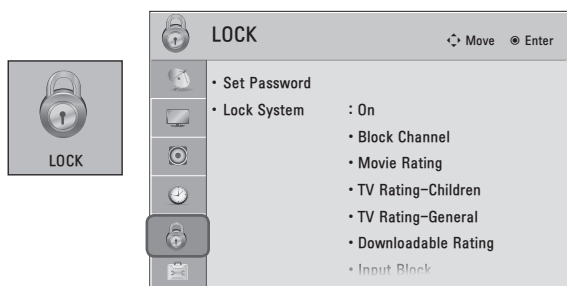 LOCK
LOCK
Move Enter
• Set Password
• Lock System : On
• Block Channel
• Movie Rating
• TV Rating-Children
• TV Rating-General
• Downloadable Rating
• Input Block